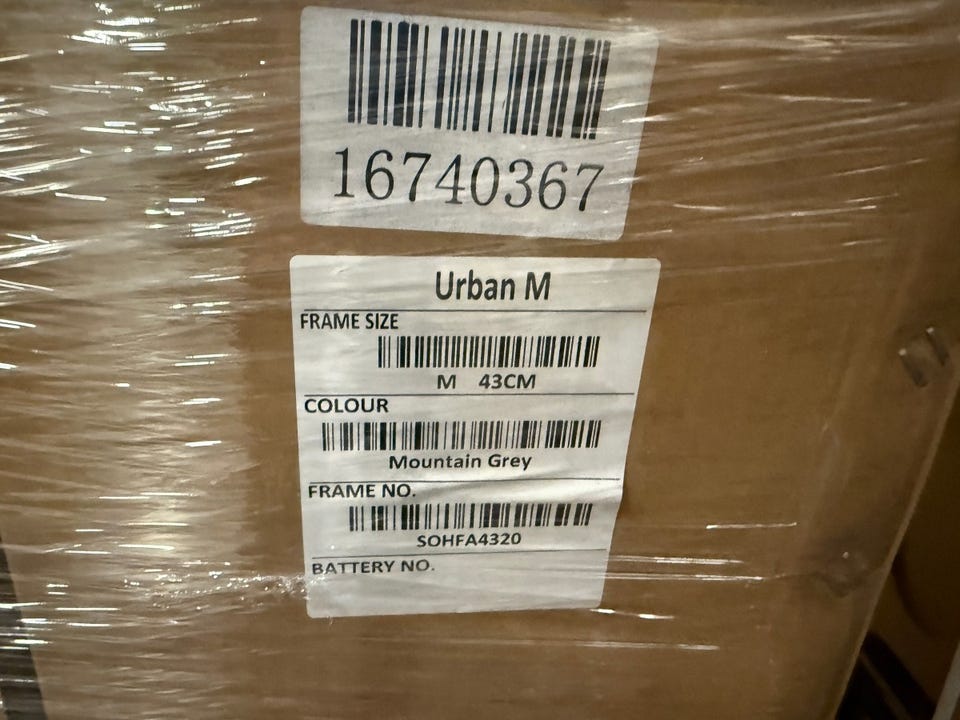 16740367
Urban M
FRAME SIZE
M 43CM
COLOUR
Mountain Grey
FRAME NO.
SOHFA4320
BATTERY NO.